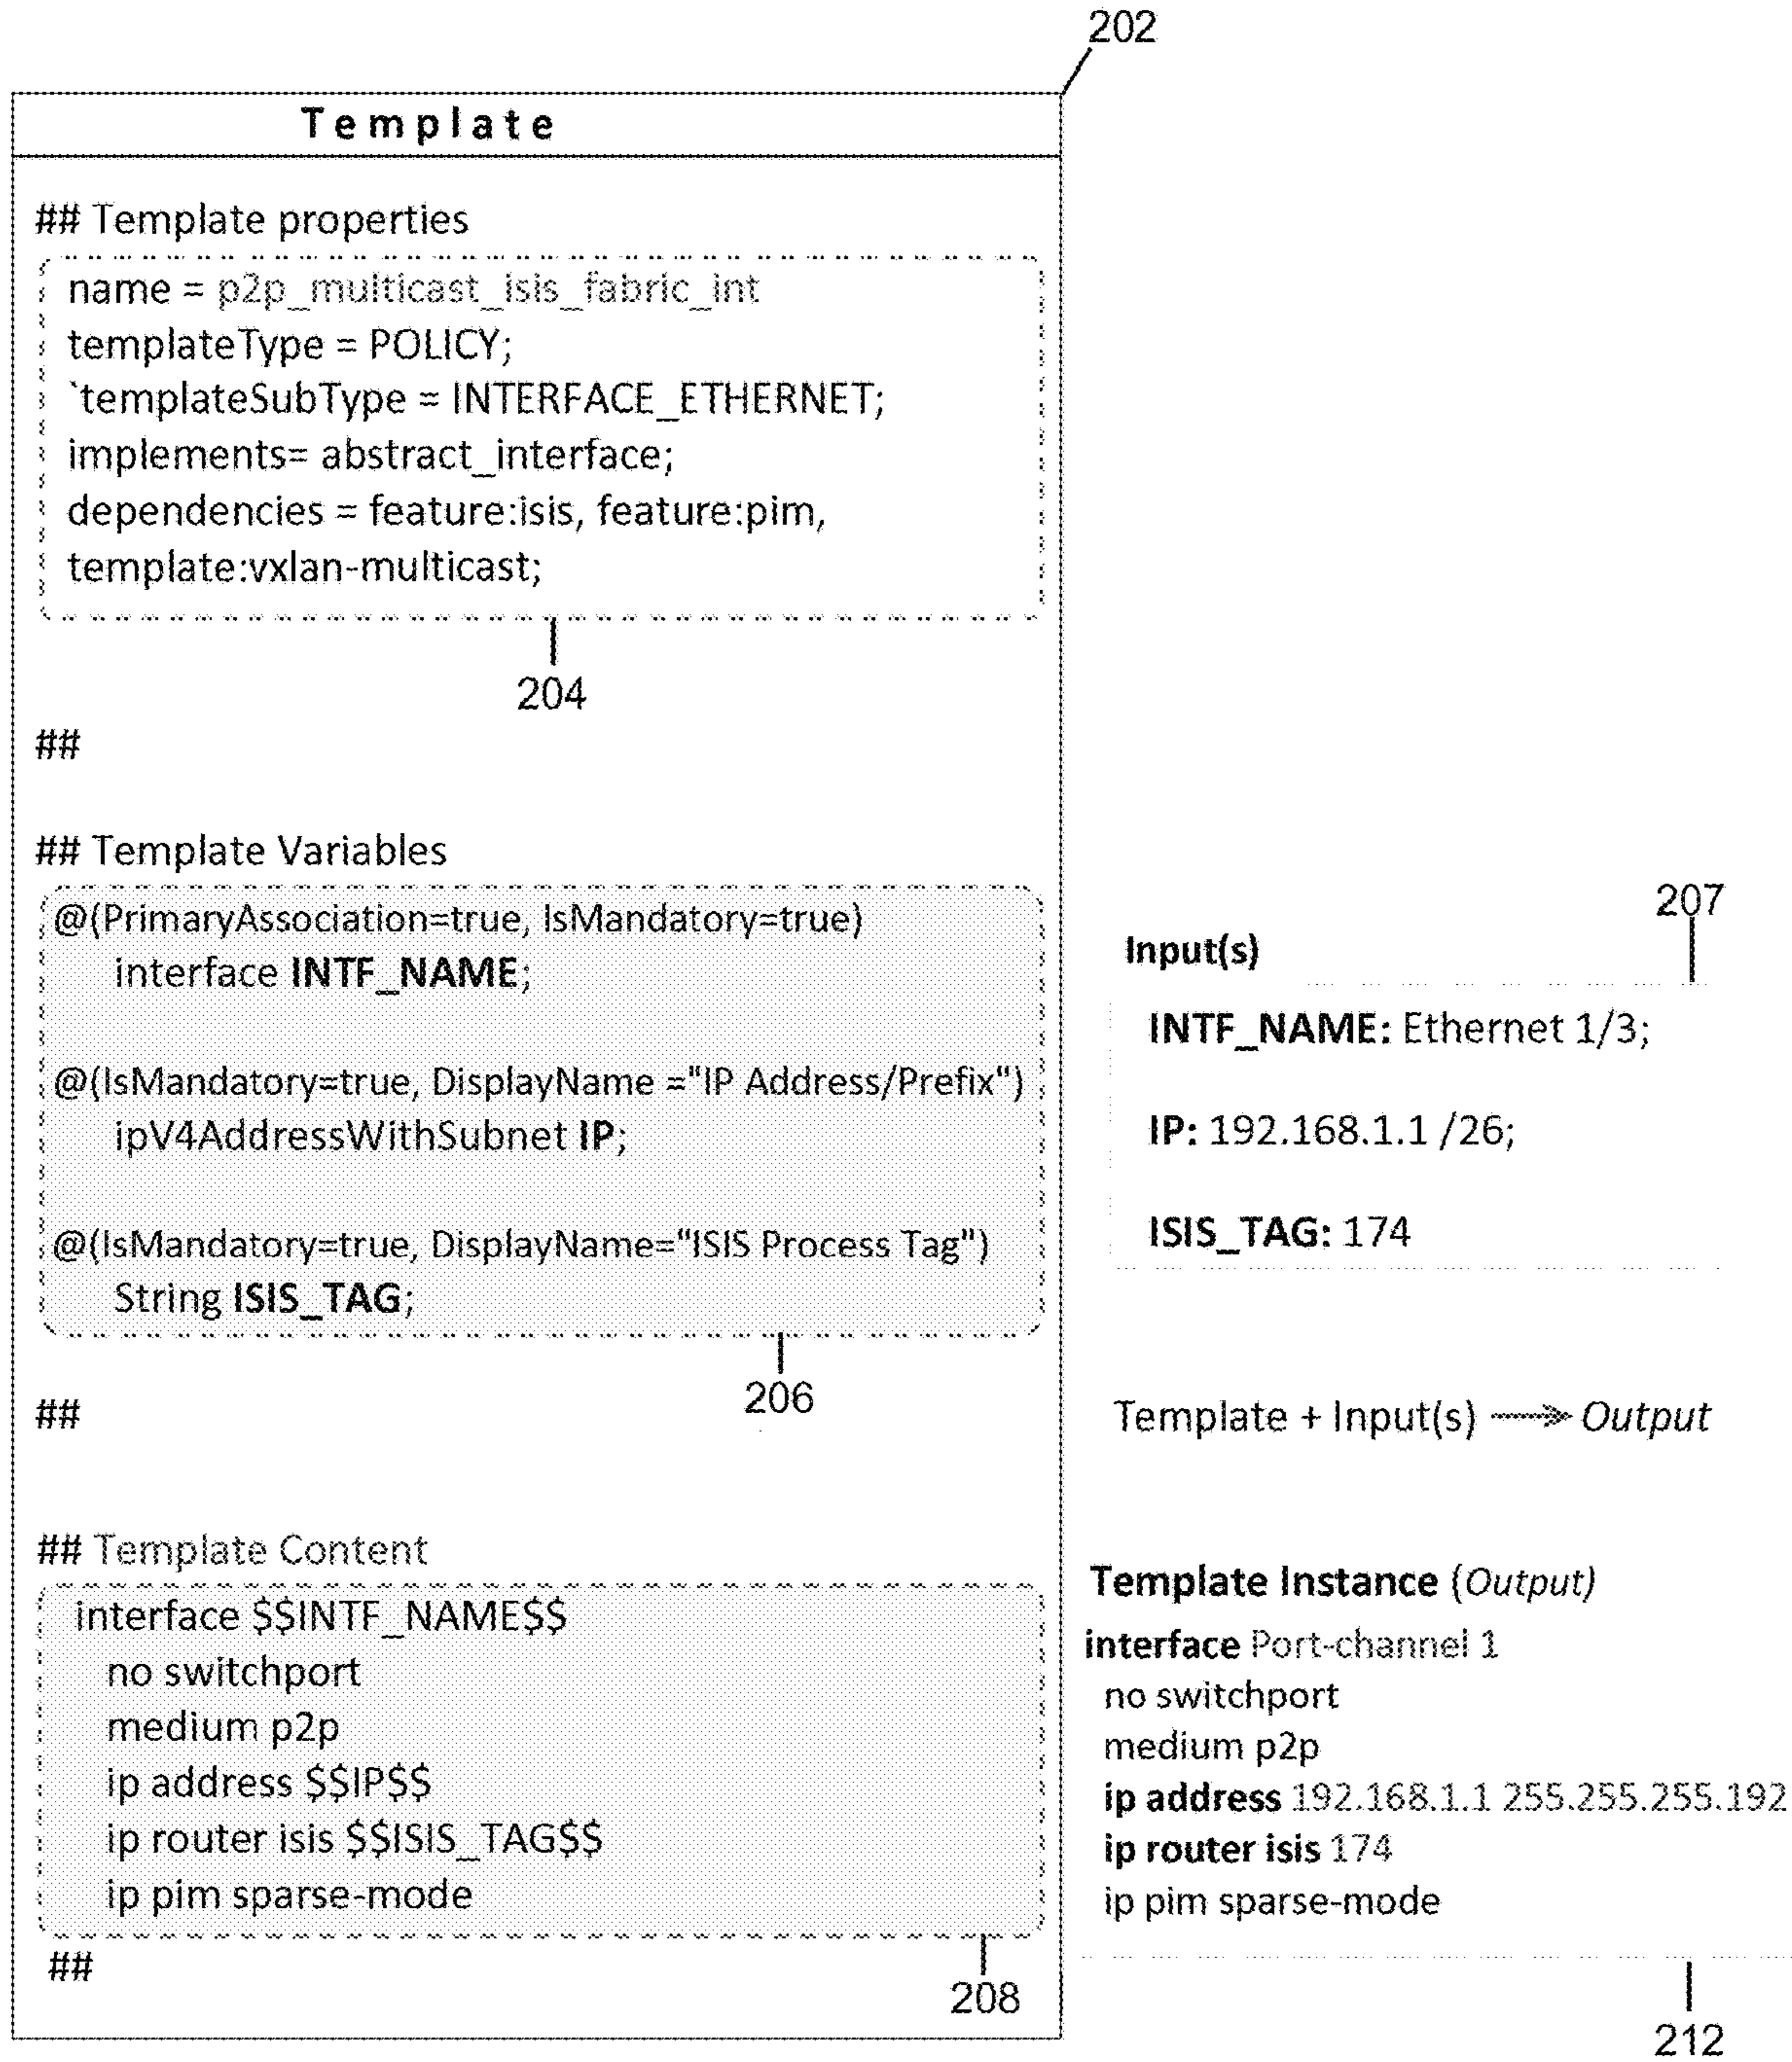 202
Template
## Template properties
name = p2p_multicast_isis_fabric_int
templateType = POLICY;
`templateSubType = INTERFACE_ETHERNET;
implements= abstract_interface;
dependencies = feature:isis, feature:pim,
template:vxlan-multicast;
204
##
## Template Variables
@(PrimaryAssociation=true, IsMandatory=true)
interface INTF_NAME;
@(IsMandatory=true, DisplayName ="IP Address/Prefix")
ipV4AddressWithSubnet IP;
@(IsMandatory=true, DisplayName="ISIS Process Tag")
String ISIS_TAG;
206
##
## Template Content
interface $$INTF_NAME$$
no switchport
medium p2p
ip address $$IP$$
ip router isis $$ISIS_TAG$$
ip pim sparse-mode
##
208
207
Input(s)
INTF_NAME: Ethernet 1/3;
IP: 192.168.1.1 /26;
ISIS_TAG: 174
Template + Input(s) → Output
Template Instance (Output)
interface Port-channel 1
no switchport
medium p2p
ip address 192.168.1.1 255.255.255.192
ip router isis 174
ip pim sparse-mode
212